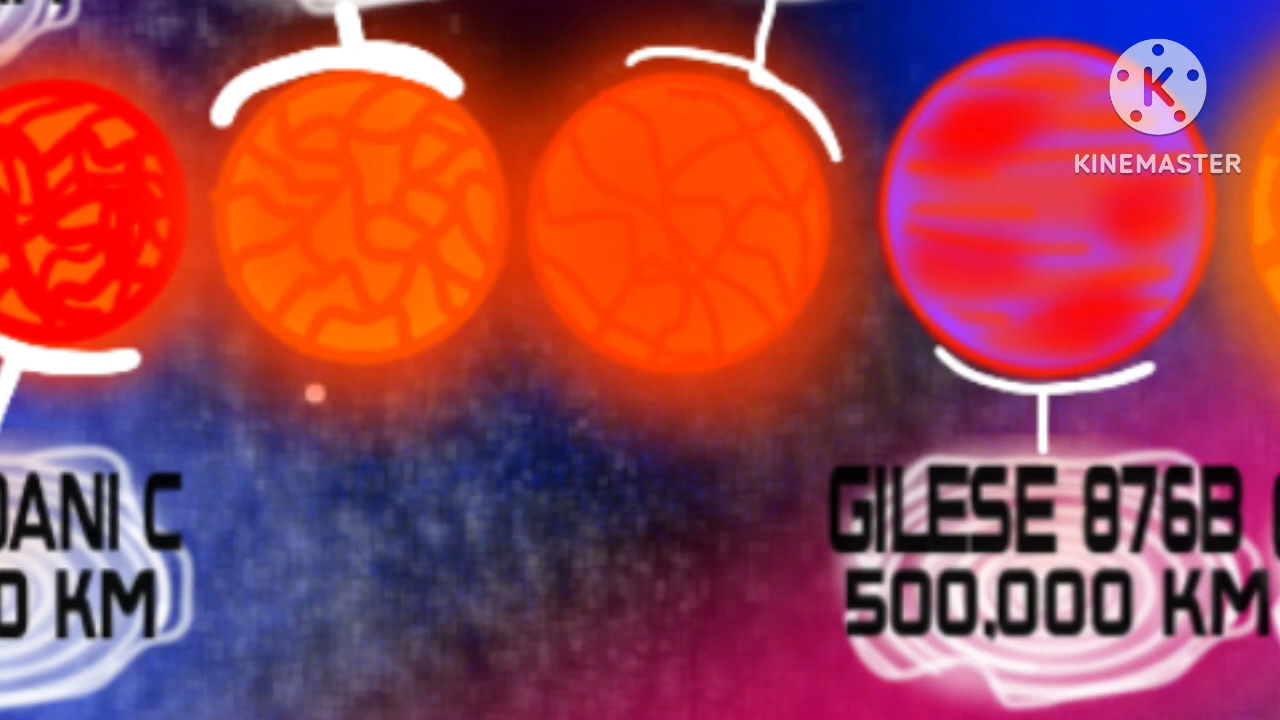 KINEMASTER
DANI C
0 KM
GILESE 876B
500,000 KM